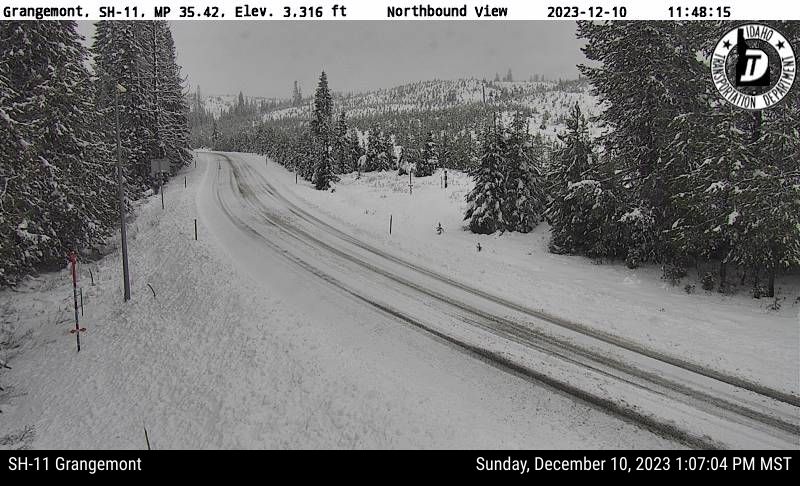 Grangemont, SH-11, MP 35.42, Elev. 3,316 ft Northbound View 2023-12-10 11:48:15
IDAHO
TRANSPORTATION DEPARTMENT
SH-11 Grangemont Sunday, December 10, 2023 1:07:04 PM MST